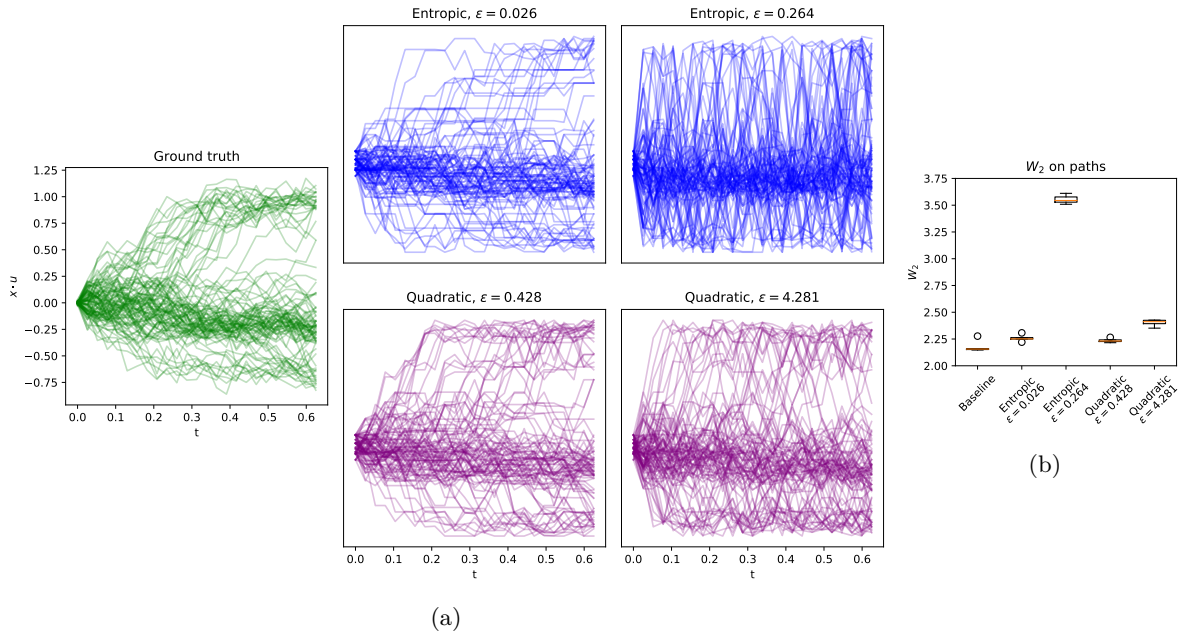 Ground truth
1.25
1.00
0.75
0.50
0.25
0.00
−0.25
−0.50
−0.75
x • u
0.0 0.1 0.2 0.3 0.4 0.5 0.6
t
Entropic, ε = 0.026
Entropic, ε = 0.264
Quadratic, ε = 0.428
0.0 0.1 0.2 0.3 0.4 0.5 0.6
t
Quadratic, ε = 4.281
0.0 0.1 0.2 0.3 0.4 0.5 0.6
t
(a)
W₂ on paths
3.75
3.50
3.25
3.00
2.75
2.50
2.25
2.00
W₂
Baseline
Entropic
ε = 0.026
Entropic
ε = 0.264
Quadratic
ε = 0.428
Quadratic
ε = 4.281
(b)